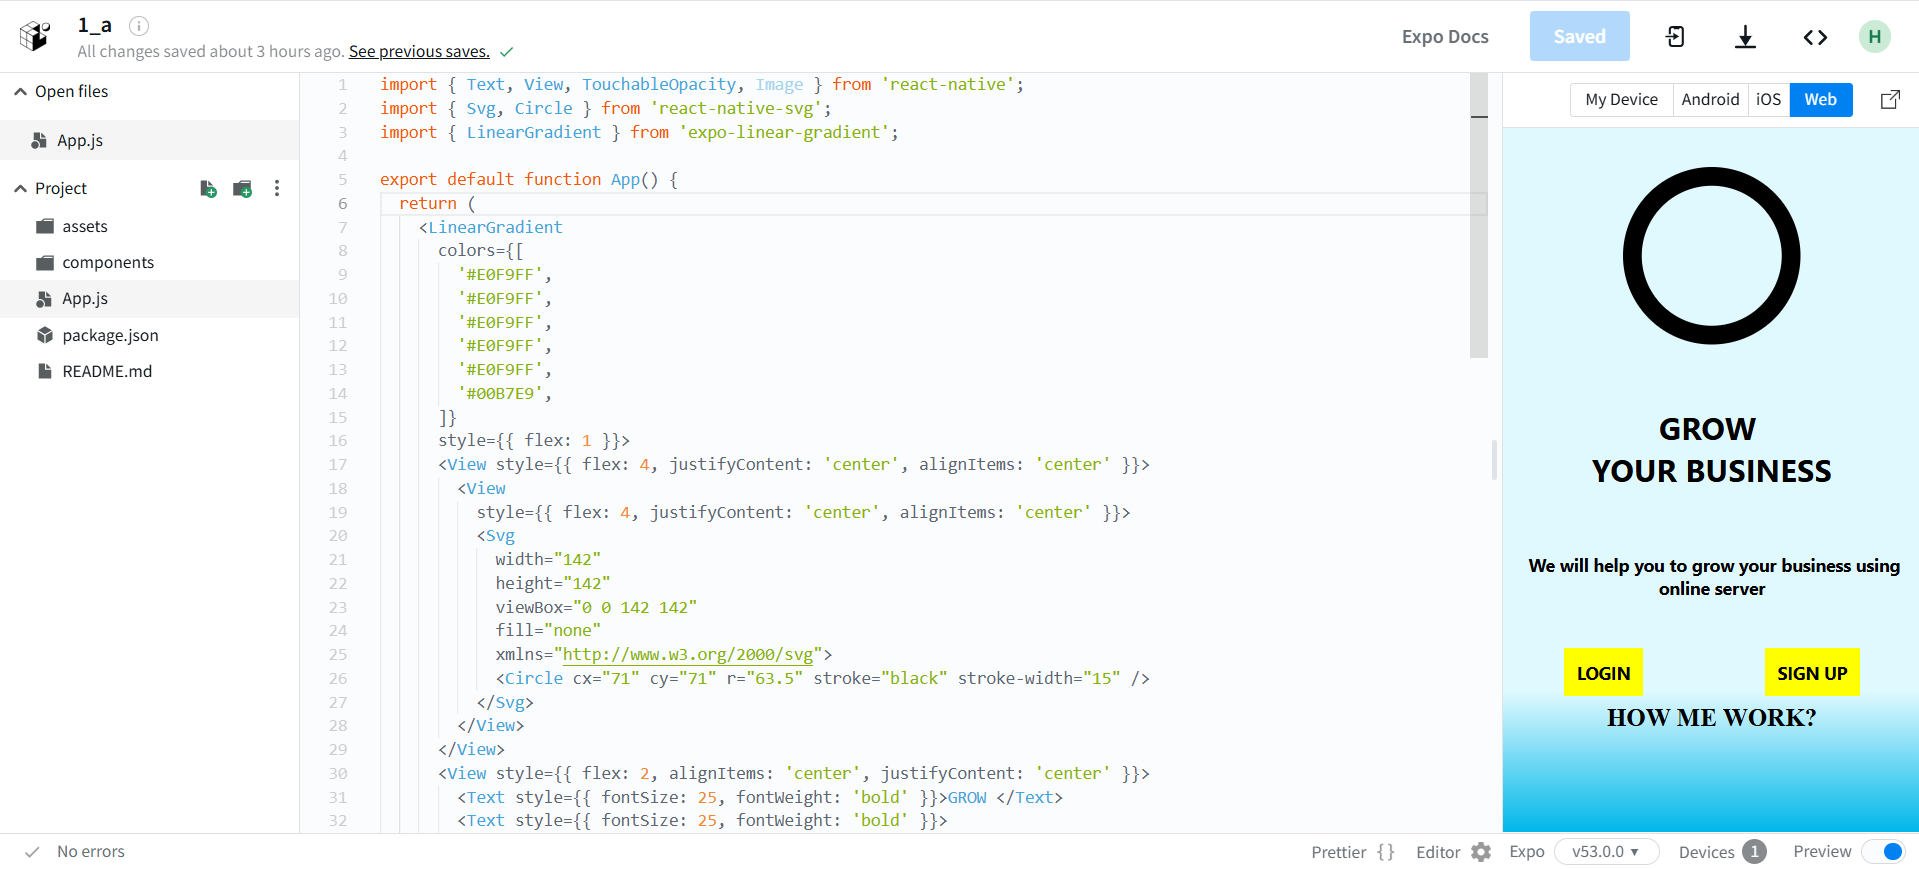 1_a
All changes saved about 3 hours ago. See previous saves.
Expo Docs
Saved
H
Open files
App.js
Project
assets
components
App.js
package.json
README.md
1 import { Text, View, TouchableOpacity, Image } from 'react-native';
2 import { Svg, Circle } from 'react-native-svg';
3 import { LinearGradient } from 'expo-linear-gradient';
4
5 export default function App() {
6 return (
7 <LinearGradient
8 colors={[
9 '#E0F9FF',
10 '#E0F9FF',
11 '#E0F9FF',
12 '#E0F9FF',
13 '#E0F9FF',
14 '#00B7E9',
15 ]}
16 style={{ flex: 1 }}>
17 <View style={{ flex: 4, justifyContent: 'center', alignItems: 'center' }}>
18 <View
19 style={{ flex: 4, justifyContent: 'center', alignItems: 'center' }}>
20 <Svg
21 width="142"
22 height="142"
23 viewBox="0 0 142 142"
24 fill="none"
25 xmlns="http://www.w3.org/2000/svg">
26 <Circle cx="71" cy="71" r="63.5" stroke="black" stroke-width="15" />
27 </Svg>
28 </View>
29 </View>
30 <View style={{ flex: 2, alignItems: 'center', justifyContent: 'center' }}>
31 <Text style={{ fontSize: 25, fontWeight: 'bold' }}>GROW </Text>
32 <Text style={{ fontSize: 25, fontWeight: 'bold' }}>
My Device Android iOS Web
GROW
YOUR BUSINESS
We will help you to grow your business using
online server
LOGIN SIGN UP
HOW ME WORK?
No errors
Prettier {} Editor Expo v53.0.0 Devices 1 Preview